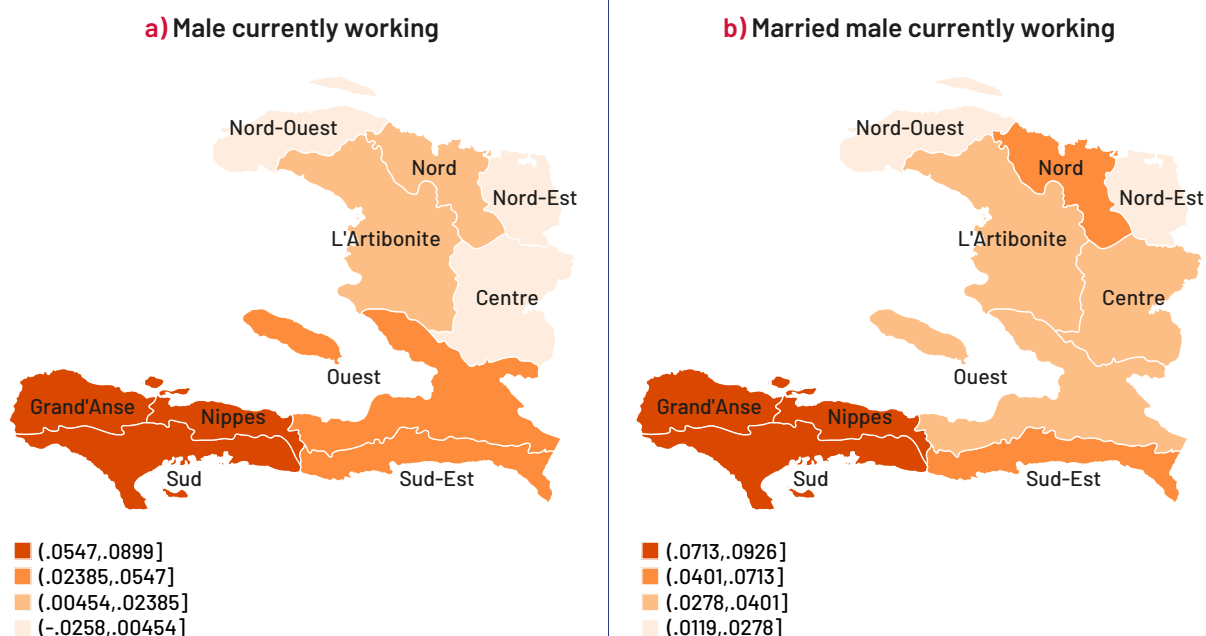 a) Male currently working
Nord-Ouest
Nord
Nord-Est
L'Artibonite
Centre
Ouest
Grand'Anse
Nippes
Sud
Sud-Est
(.0547,.0899]
(.02385,.0547]
(.00454,.02385]
(-.0258,.00454]
b) Married male currently working
Nord-Ouest
Nord
Nord-Est
L'Artibonite
Centre
Ouest
Grand'Anse
Nippes
Sud
Sud-Est
(.0713,.0926]
(.0401,.0713]
(.0278,.0401]
(.0119,.0278]